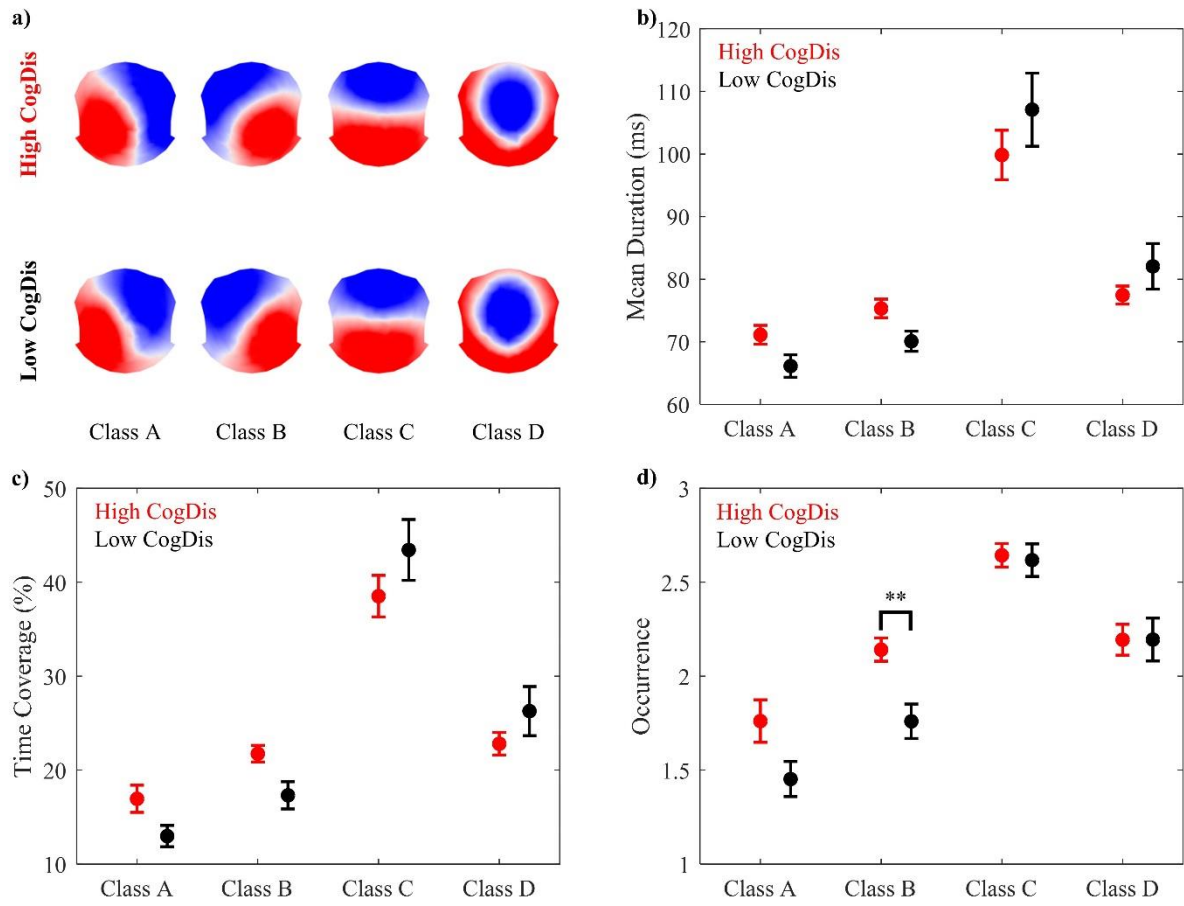 a)
High CogDis
Low CogDis
Class A Class B Class C Class D
b)
High CogDis
Low CogDis
Mean Duration (ms)
120
110
100
90
80
70
60
Class A Class B Class C Class D
c)
High CogDis
Low CogDis
Time Coverage (%)
50
40
30
20
10
Class A Class B Class C Class D
d)
High CogDis
Low CogDis
**
Occurrence
3
2.5
2
1.5
1
Class A Class B Class C Class D